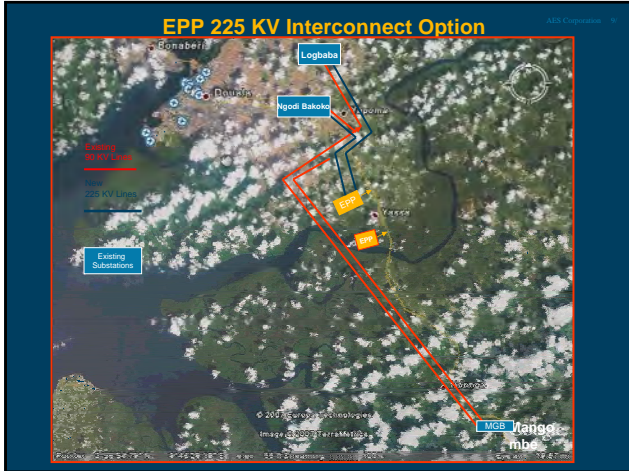 EPP 225 KV Interconnect Option
AES Corporation
Bonaberi
Logbaba
Douala
Ngodi Bakoko
Yapoma
Existing
90 KV Lines
New
225 KV Lines
EPP
Yassa
EPP
Existing
Substations
© 2007 Europa Technologies
Image © 2007 TerraMetrics
MGB
Mango
mbe